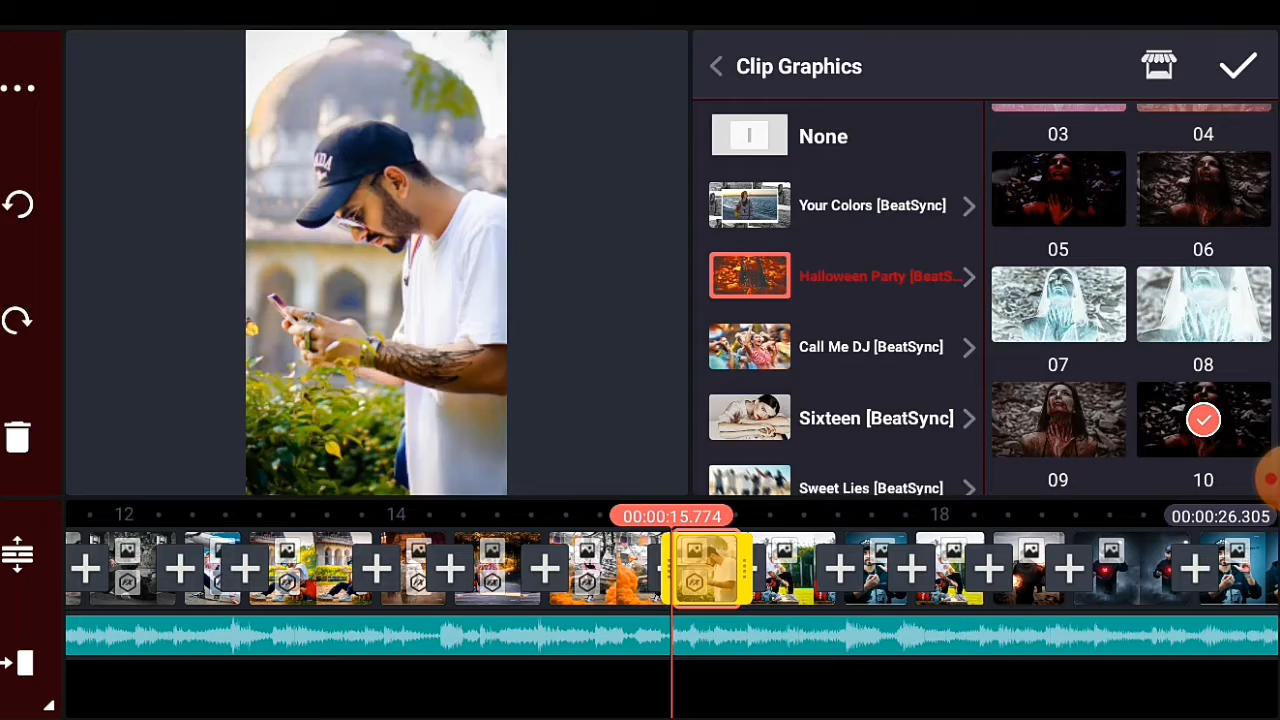 Clip Graphics
None
Your Colors [BeatSync]
Halloween Party [BeatS...
Call Me DJ [BeatSync]
Sixteen [BeatSync]
Sweet Lies [BeatSync]
03
04
05
06
07
08
09
10
12
14
00:00:15.774
18
00:00:26.305